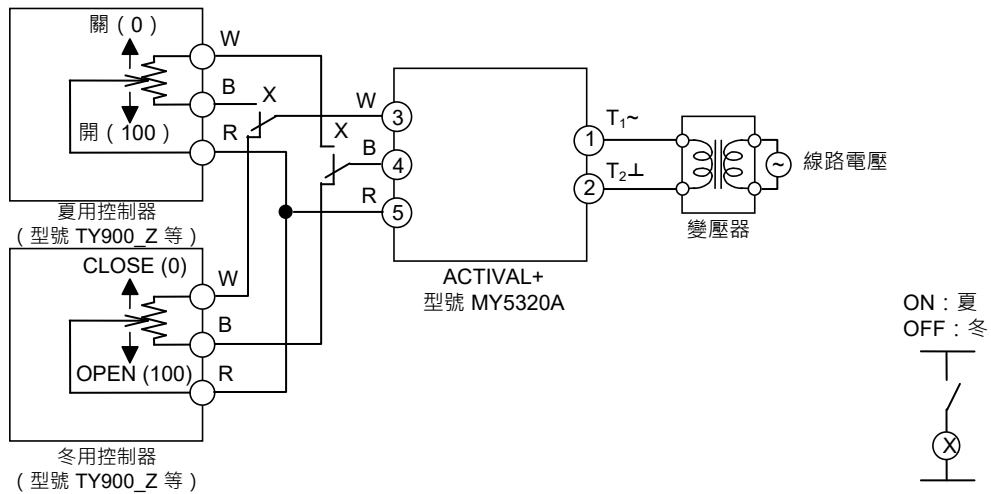 關（0）
W
B
X
開（100）
R
夏用控制器
（型號 TY900_Z 等）
CLOSE (0)
W
B
OPEN (100)
R
冬用控制器
（型號 TY900_Z 等）
W
3
X
B
4
R
5
1
T1~
2
T2⊥
ACTIVAL+
型號 MY5320A
~
線路電壓
變壓器
ON：夏
OFF：冬
X